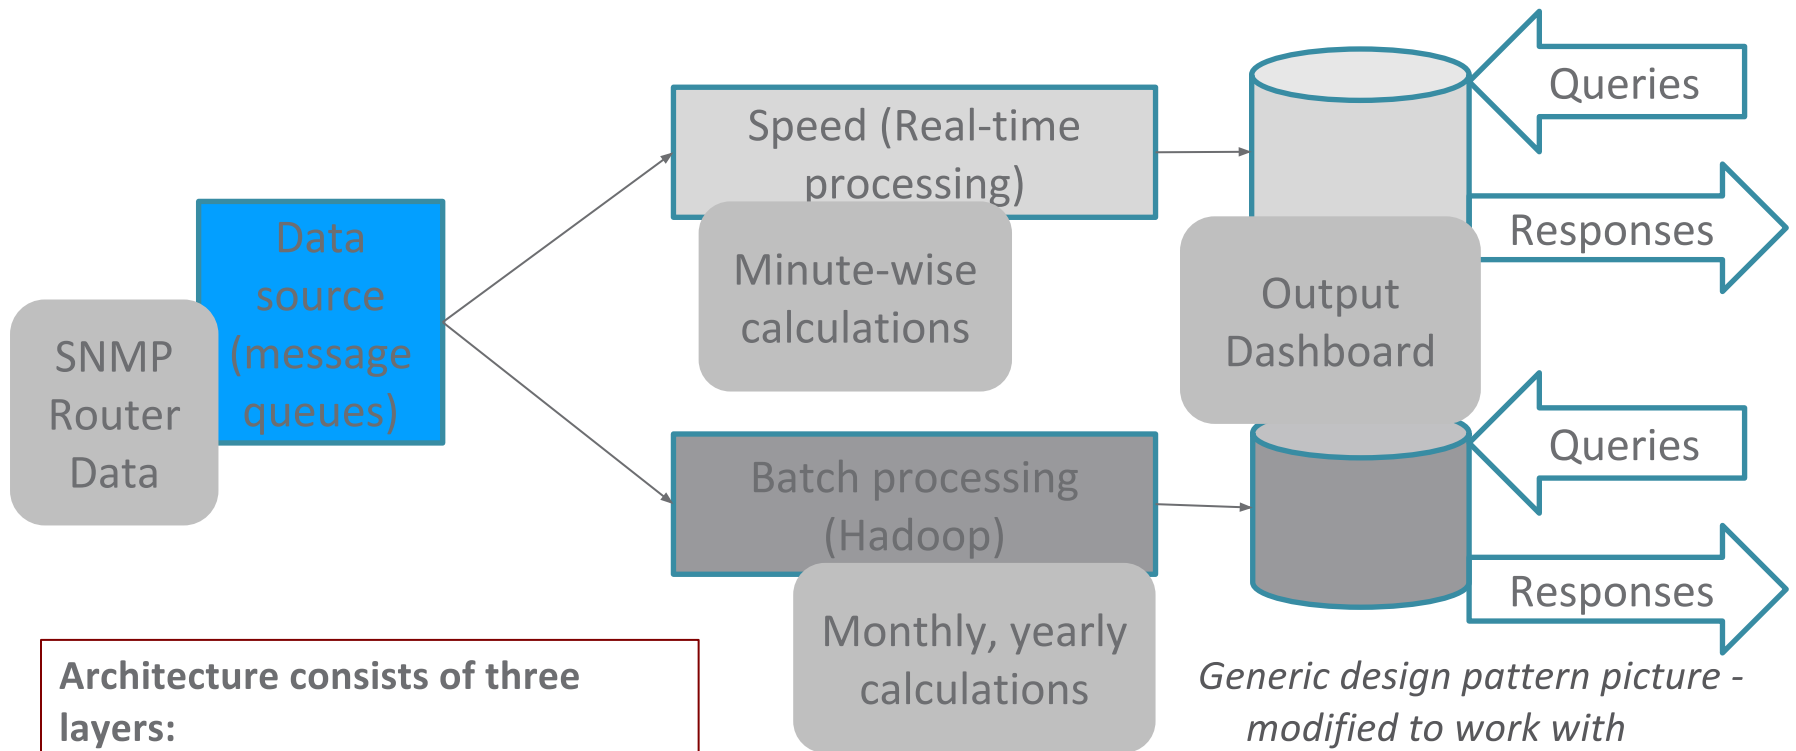 Queries
Speed (Real-time
processing)
Data
source
(message
queues)
Responses
Minute-wise
calculations
Output
Dashboard
SNMP
Router
Data
Queries
Batch processing
(Hadoop)
Responses
Monthly, yearly
calculations
Architecture consists of three
layers:
Generic design pattern picture -
modified to work with